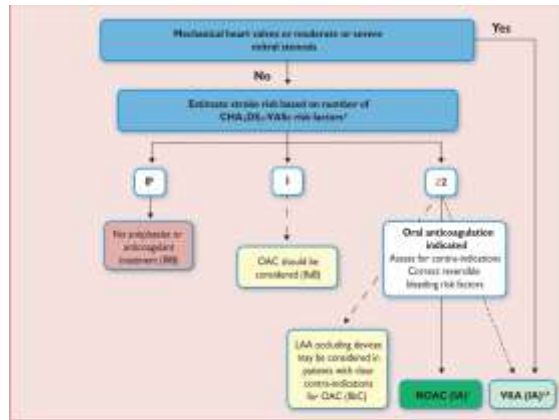 Mechanical heart valves or moderate or severe
mitral stenosis
Yes
No
Estimate stroke risk based on number of
CHA₂DS₂-VASc risk factors
1
≥2
No antiplatelet or
anticoagulant
treatment (IIIB)
OAC should be
considered (IIaB)
Oral anticoagulation
indicated
Assess for contra-indications
Correct reversible
bleeding risk factors
LAA occluding devices
may be considered in
patients with clear
contra-indications
for OAC (IIbC)
NOAC (IA)
VKA (IA)